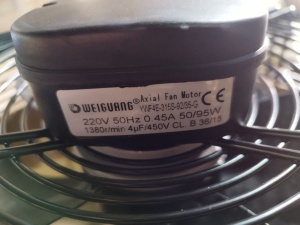 WEIGUANG® Axial Fan Motor
YWF4E-315S-92/35-G CE
220V 50Hz 0.45A 50/95W
1380r/min 4µF/450V CL. B 36/15